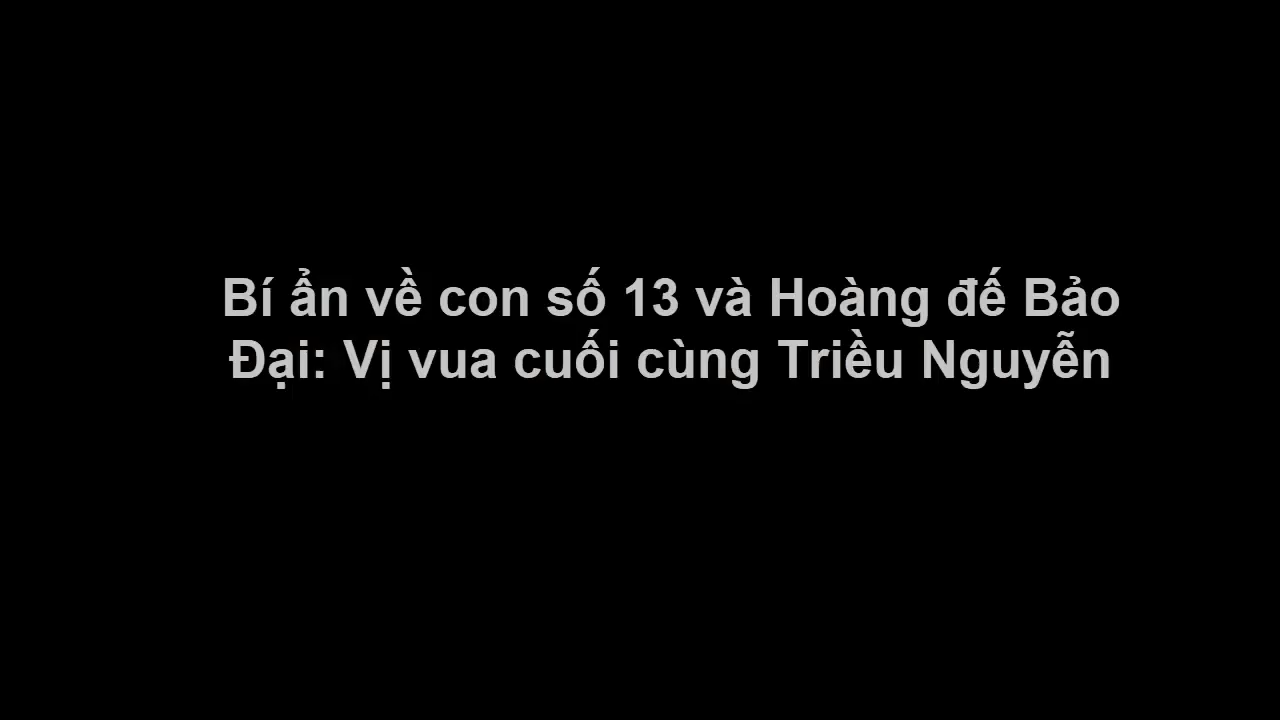 Bí ẩn về con số 13 và Hoàng đế Bảo
Đại: Vị vua cuối cùng Triều Nguyễn